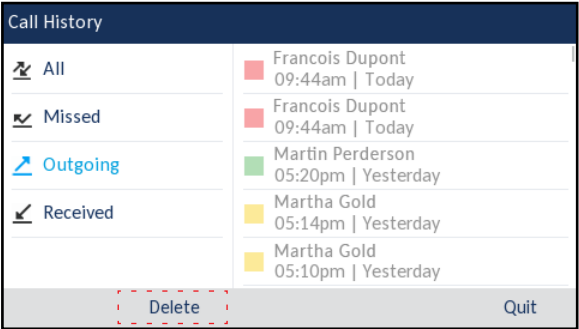 Call History
All
Missed
Outgoing
Received
Francois Dupont
09:44am | Today
Francois Dupont
09:44am | Today
Martin Perderson
05:20pm | Yesterday
Martha Gold
05:14pm | Yesterday
Martha Gold
05:10pm | Yesterday
Delete
Quit